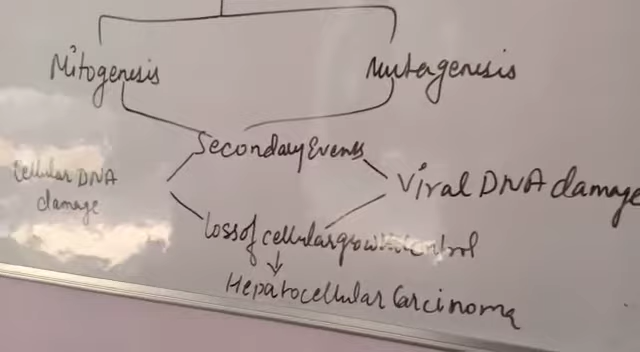 Mitogenesis
Mutagenesis
Secondary Events
Cellular DNA
damage
Viral DNA damage
Loss of cellular growth control
Hepatocellular Carcinoma